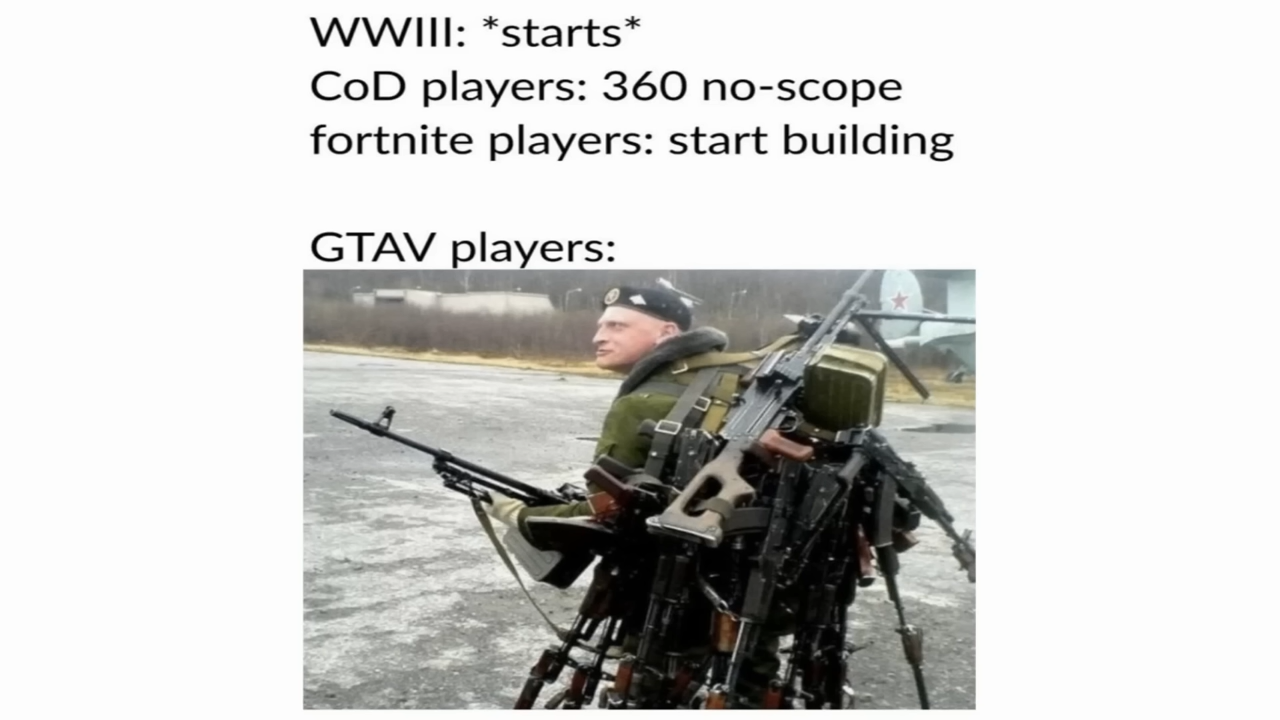 WWIII: *starts*
CoD players: 360 no-scope
fortnite players: start building
GTAV players: